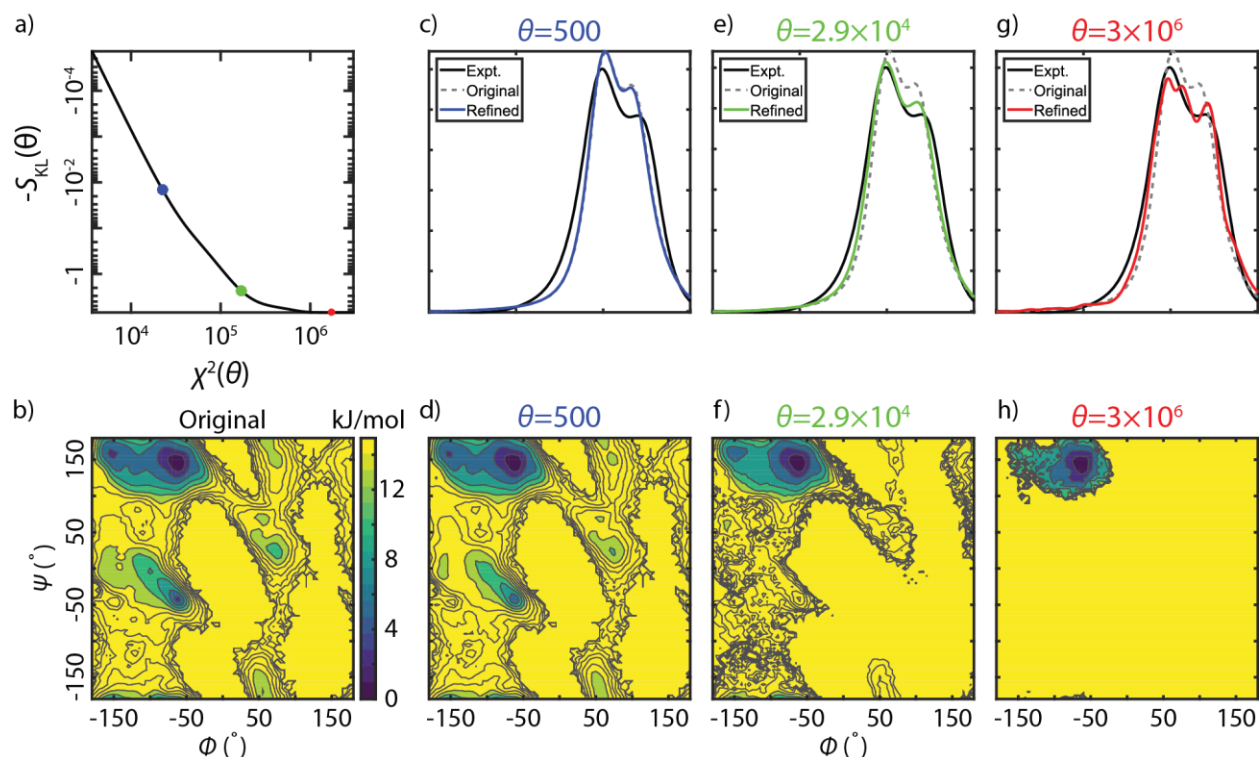 a)
-10⁻⁴
-10⁻²
-1
-S_KL(θ)
10⁴ 10⁵ 10⁶
χ²(θ)
c) θ=500
Expt.
Original
Refined
e) θ=2.9×10⁴
Expt.
Original
Refined
g) θ=3×10⁶
Expt.
Original
Refined
50 50 50
b) Original kJ/mol
12
8
4
0
150
50
-50
-150
Ψ (°)
-150 -50 50 150
Φ (°)
d) θ=500
-150 -50 50 150
f) θ=2.9×10⁴
-150 -50 50 150
Φ (°)
h) θ=3×10⁶
-150 -50 50 150